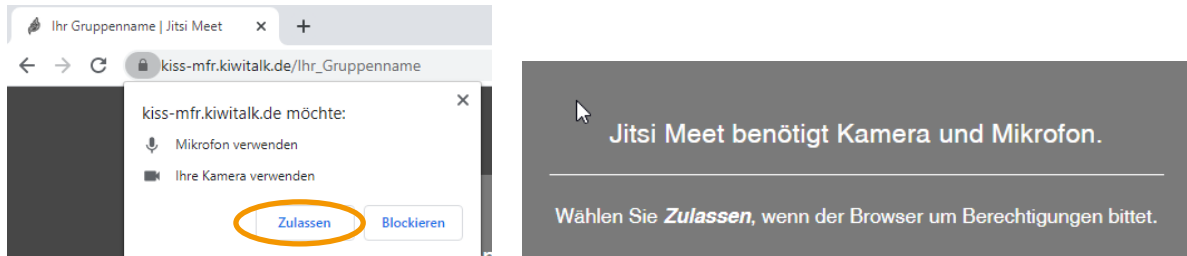 Ihr Gruppenname | Jitsi Meet
kiss-mfr.kiwitalk.de/Ihr_Gruppenname
kiss-mfr.kiwitalk.de möchte:
Mikrofon verwenden
Ihre Kamera verwenden
Zulassen Blockieren
Jitsi Meet benötigt Kamera und Mikrofon.
Wählen Sie Zulassen, wenn der Browser um Berechtigungen bittet.